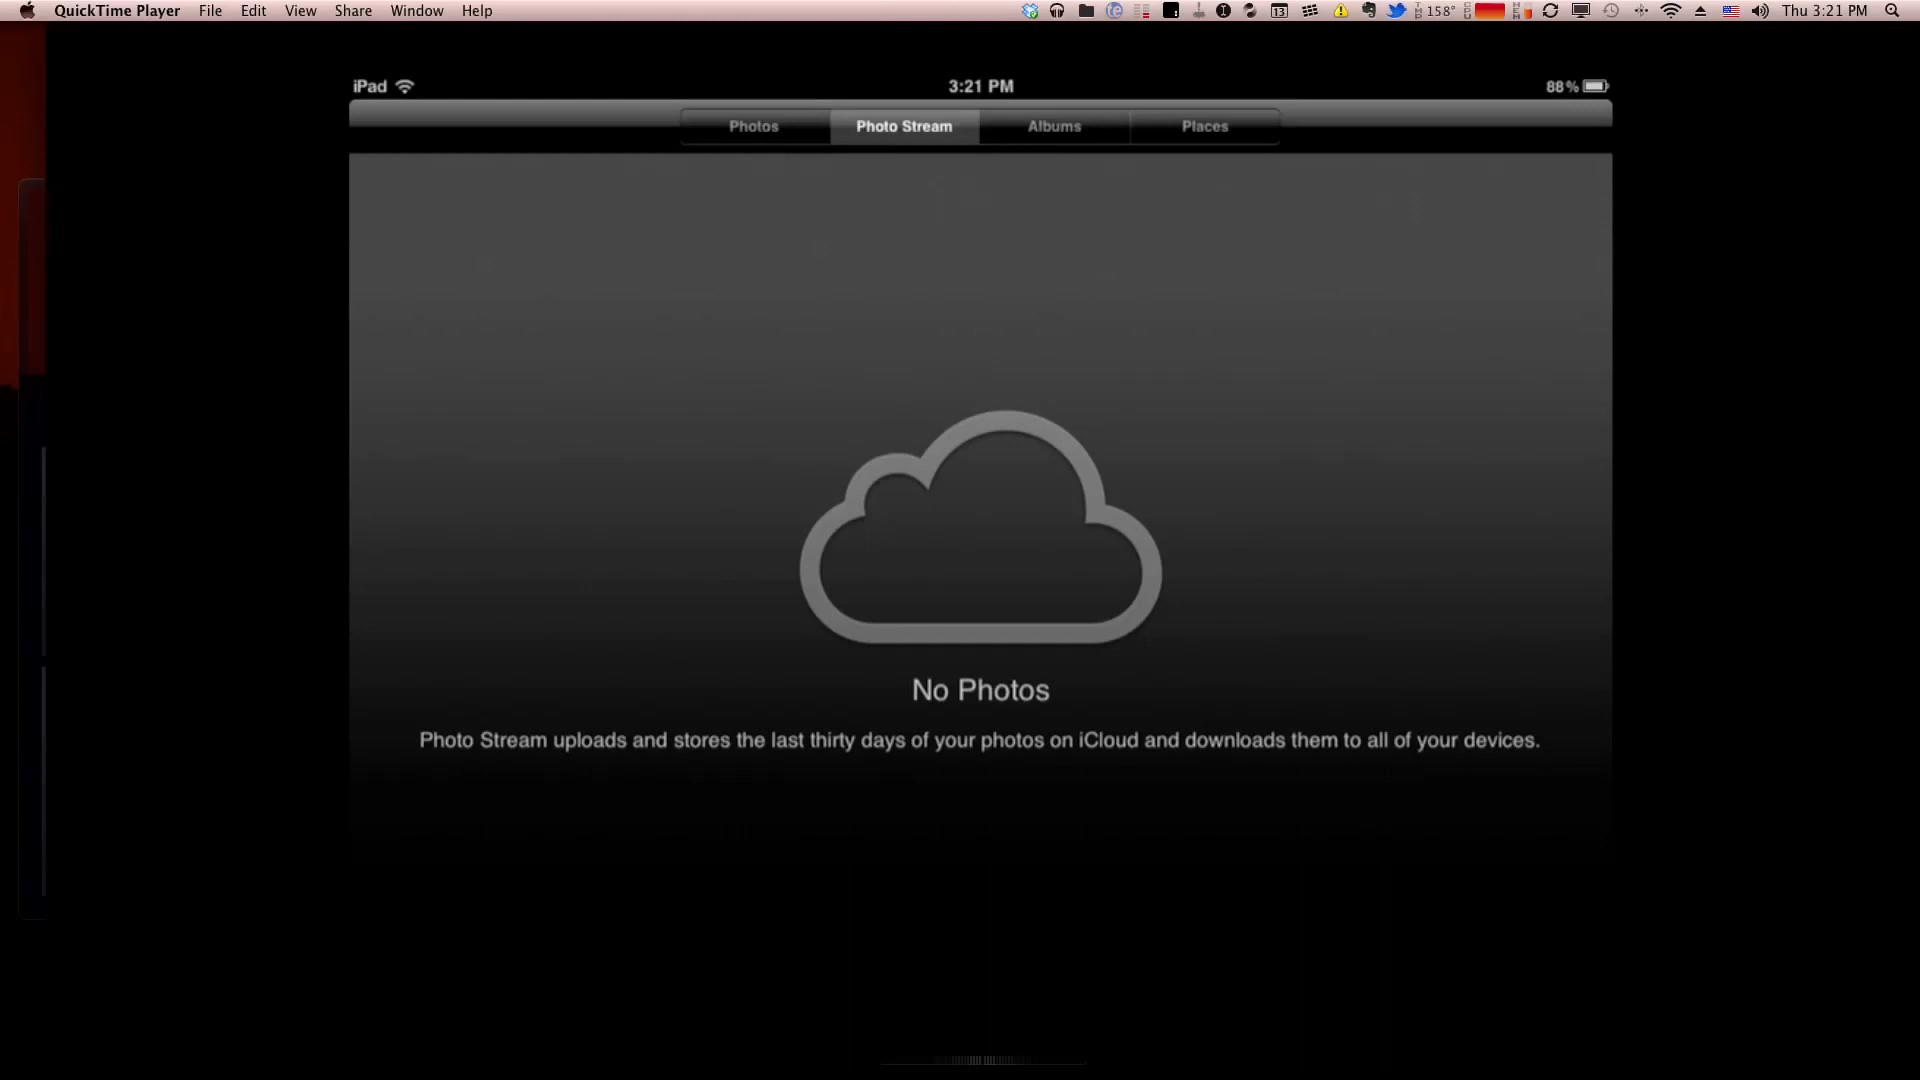 QuickTime Player File Edit View Share Window Help 13 158° Thu 3:21 PM
iPad 3:21 PM 88%
Photos Photo Stream Albums Places
No Photos
Photo Stream uploads and stores the last thirty days of your photos on iCloud and downloads them to all of your devices.